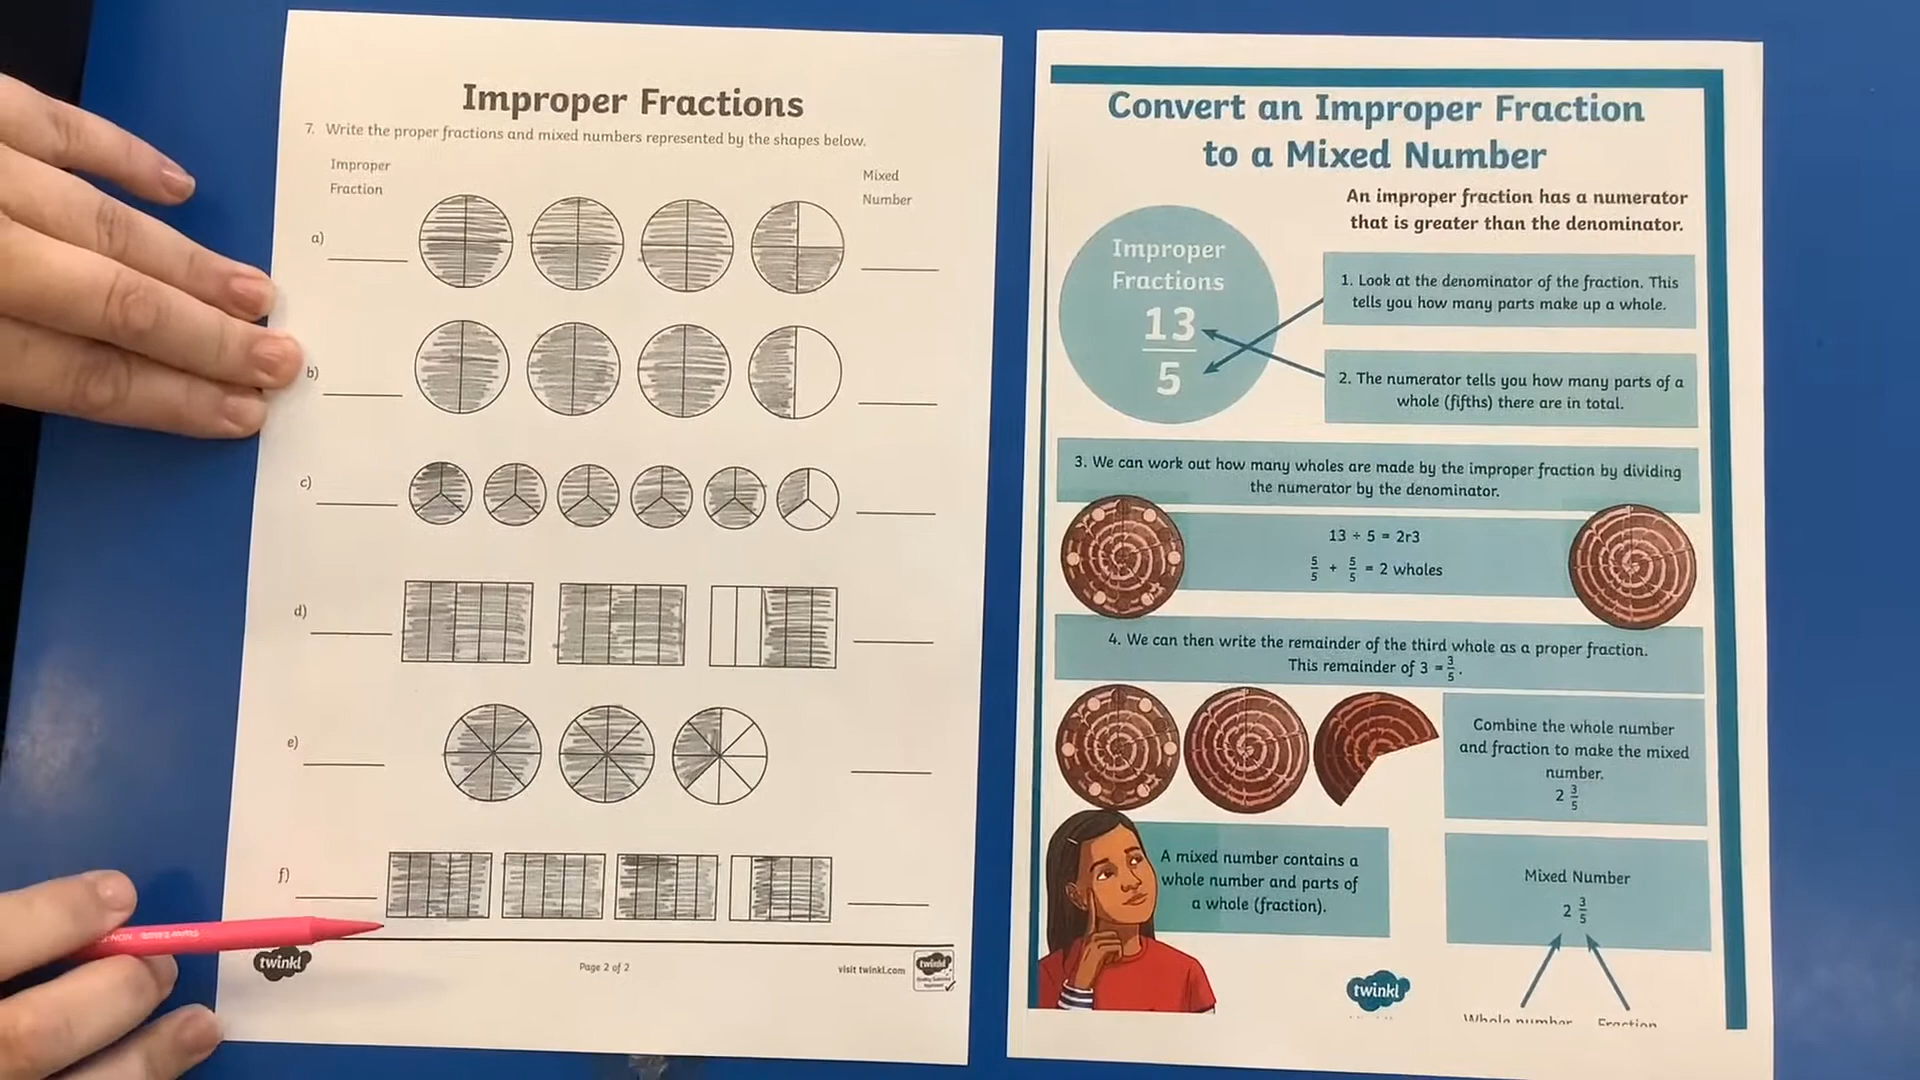 Improper Fractions
7. Write the proper fractions and mixed numbers represented by the shapes below.
Improper
Fraction
Mixed
Number
a)
b)
c)
d)
e)
f)
twinkl
Page 2 of 2
visit twinkl.com
twinkl
Convert an Improper Fraction
to a Mixed Number
An improper fraction has a numerator
that is greater than the denominator.
Improper
Fractions
13
5
1. Look at the denominator of the fraction. This
tells you how many parts make up a whole.
2. The numerator tells you how many parts of a
whole (fifths) there are in total.
3. We can work out how many wholes are made by the improper fraction by dividing
the numerator by the denominator.
13 ÷ 5 = 2r3
5/5 + 5/5 = 2 wholes
4. We can then write the remainder of the third whole as a proper fraction.
This remainder of 3 = 3/5.
Combine the whole number
and fraction to make the mixed
number.
2 3/5
A mixed number contains a
whole number and parts of
a whole (fraction).
Mixed Number
2 3/5
twinkl
Whole number Fraction